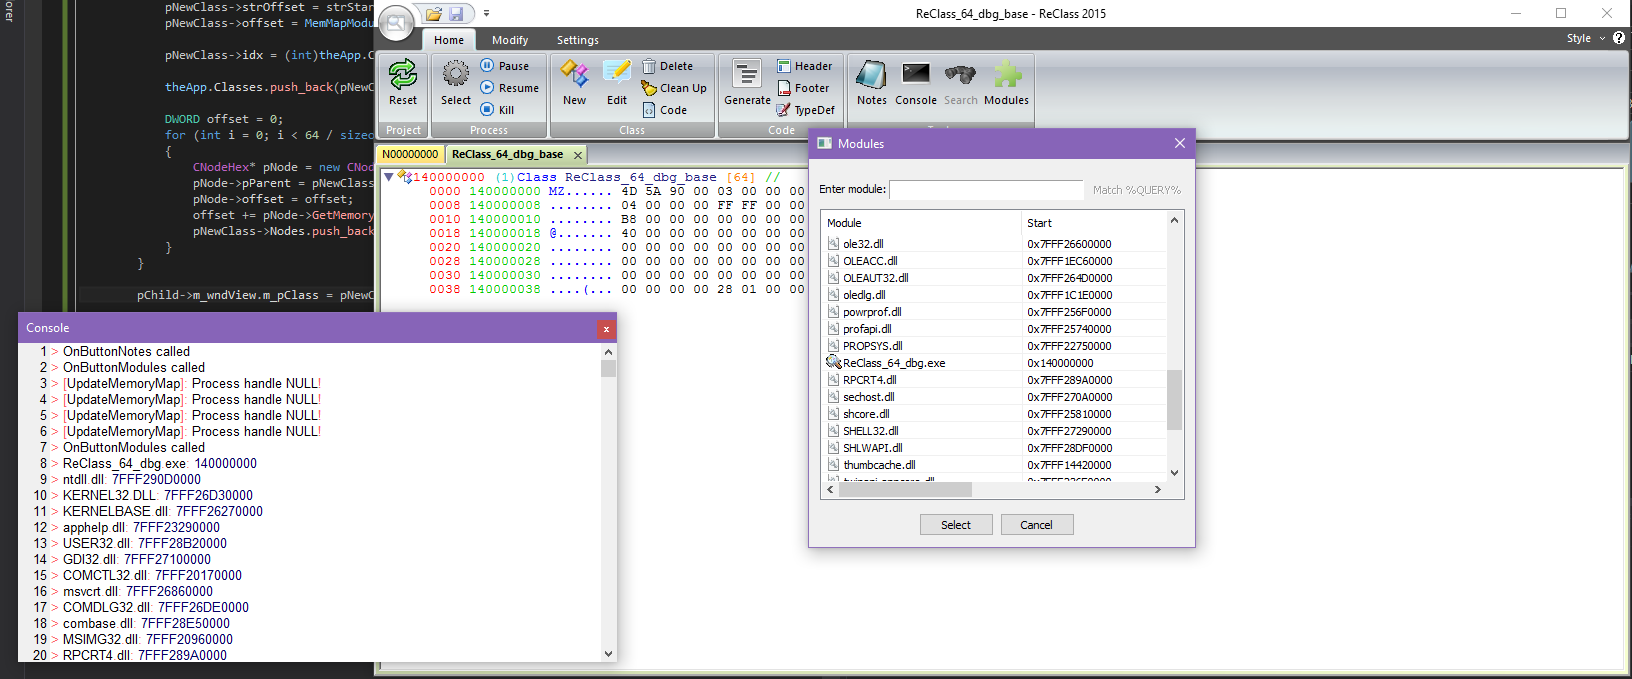 orer
pNewClass->strOffset = strStar
pNewClass->offset = MemMapModu
pNewClass->idx = (int)theApp.C
theApp.Classes.push_back(pNewC
DWORD offset = 0;
for (int i = 0; i < 64 / sizeo
{
CNodeHex* pNode = new CNod
pNode->pParent = pNewClass
pNode->offset = offset;
offset += pNode->GetMemory
pNewClass->Nodes.push_back
}
}
pChild->m_wndView.m_pClass = pNewC
ReClass_64_dbg_base - ReClass 2015
Home Modify Settings
Style
Reset
Project
Select
Pause
Resume
Kill
Process
New
Edit
Delete
Clean Up
Code
Class
Generate
Header
Footer
TypeDef
Code
Notes Console Search Modules
N00000000 ReClass_64_dbg_base
140000000 (1)Class ReClass_64_dbg_base [64] //
0000 140000000 MZ...... 4D 5A 90 00 03 00 00 00
0008 140000008 ........ 04 00 00 00 FF FF 00 00
0010 140000010 ........ B8 00 00 00 00 00 00 00
0018 140000018 @....... 40 00 00 00 00 00 00 00
0020 140000020 ........ 00 00 00 00 00 00 00 00
0028 140000028 ........ 00 00 00 00 00 00 00 00
0030 140000030 ........ 00 00 00 00 00 00 00 00
0038 140000038 ....(... 00 00 00 00 28 01 00 00
Modules
Enter module: Match %QUERY%
Module Start
ole32.dll 0x7FFF26600000
OLEACC.dll 0x7FFF1EC60000
OLEAUT32.dll 0x7FFF264D0000
oledlg.dll 0x7FFF1C1E0000
powrprof.dll 0x7FFF256F0000
profapi.dll 0x7FFF25740000
PROPSYS.dll 0x7FFF22750000
ReClass_64_dbg.exe 0x140000000
RPCRT4.dll 0x7FFF289A0000
sechost.dll 0x7FFF270A0000
shcore.dll 0x7FFF25810000
SHELL32.dll 0x7FFF27290000
SHLWAPI.dll 0x7FFF28DF0000
thumbcache.dll 0x7FFF14420000
Select Cancel
Console
1 > OnButtonNotes called
2 > OnButtonModules called
3 > [UpdateMemoryMap]: Process handle NULL!
4 > [UpdateMemoryMap]: Process handle NULL!
5 > [UpdateMemoryMap]: Process handle NULL!
6 > [UpdateMemoryMap]: Process handle NULL!
7 > OnButtonModules called
8 > ReClass_64_dbg.exe: 140000000
9 > ntdll.dll: 7FFF290D0000
10 > KERNEL32.DLL: 7FFF26D30000
11 > KERNELBASE.dll: 7FFF26270000
12 > apphelp.dll: 7FFF23290000
13 > USER32.dll: 7FFF28B20000
14 > GDI32.dll: 7FFF27100000
15 > COMCTL32.dll: 7FFF20170000
16 > msvcrt.dll: 7FFF26860000
17 > COMDLG32.dll: 7FFF26DE0000
18 > combase.dll: 7FFF28E50000
19 > MSIMG32.dll: 7FFF20960000
20 > RPCRT4.dll: 7FFF289A0000